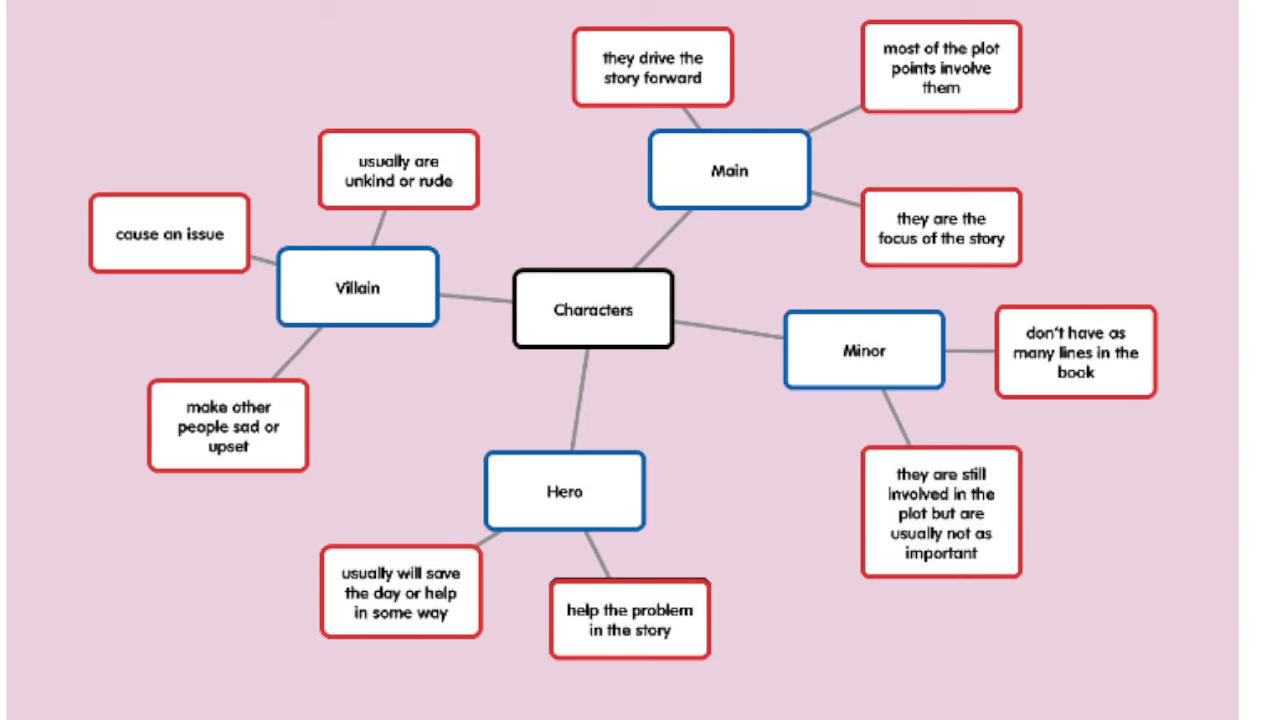 they drive the
story forward
most of the plot
points involve
them
usually are
unkind or rude
Main
cause an issue
they are the
focus of the story
Villain
Characters
don't have as
many lines in the
book
Minor
make other
people sad or
upset
Hero
they are still
involved in the
plot but are
usually not as
important
usually will save
the day or help
in some way
help the problem
in the story